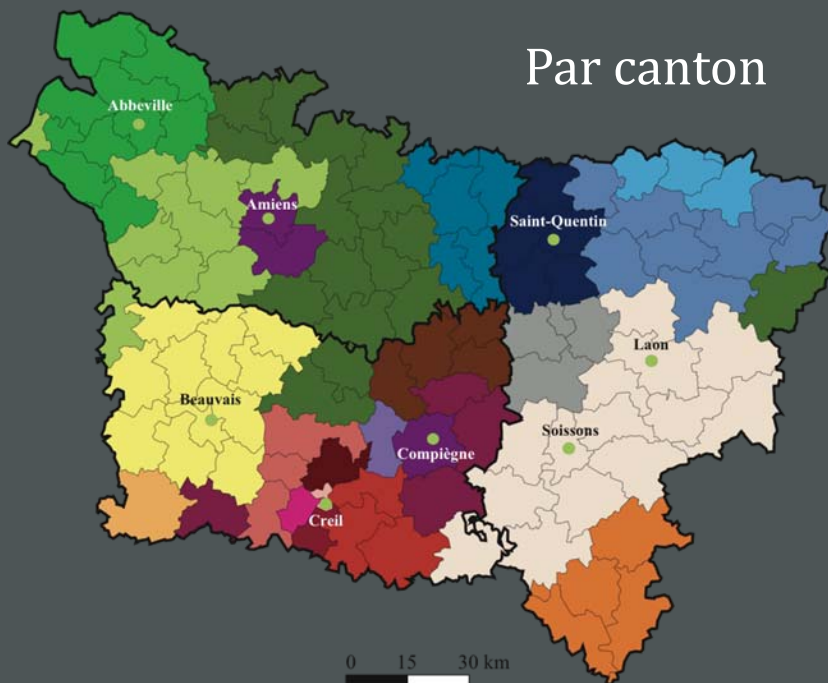 Par canton
Abbeville
Amiens
Saint-Quentin
Laon
Beauvais
Soissons
Compiègne
Creil
0 15 30 km